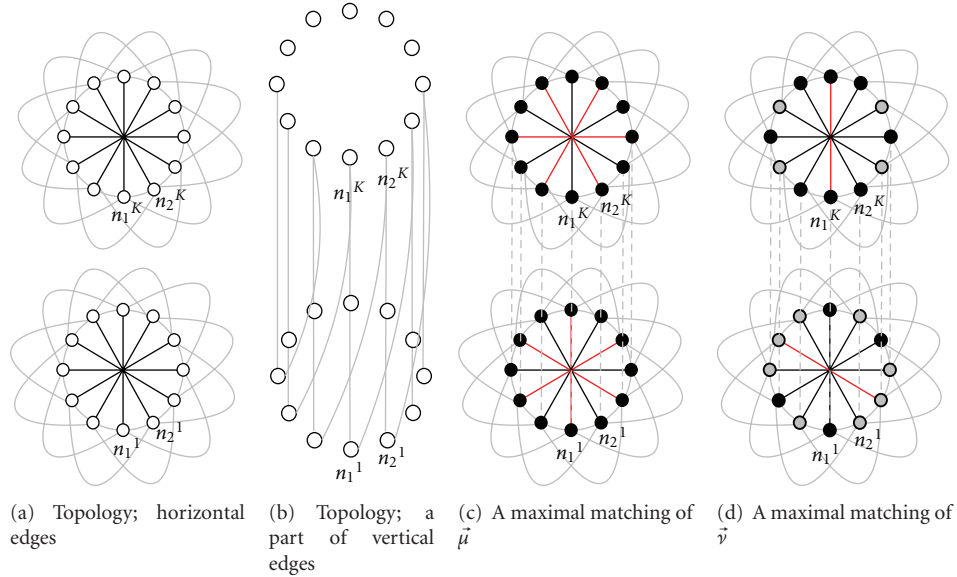 n₁ᴷ n₂ᴷ
n₁¹ n₂¹
(a) Topology; horizontal
edges
n₁ᴷ n₂ᴷ
n₁¹ n₂¹
(b) Topology; a
part of vertical
edges
n₁ᴷ n₂ᴷ
n₁¹ n₂¹
(c) A maximal matching of
μ⃗
n₁ᴷ n₂ᴷ
n₁¹ n₂¹
(d) A maximal matching of
ν⃗